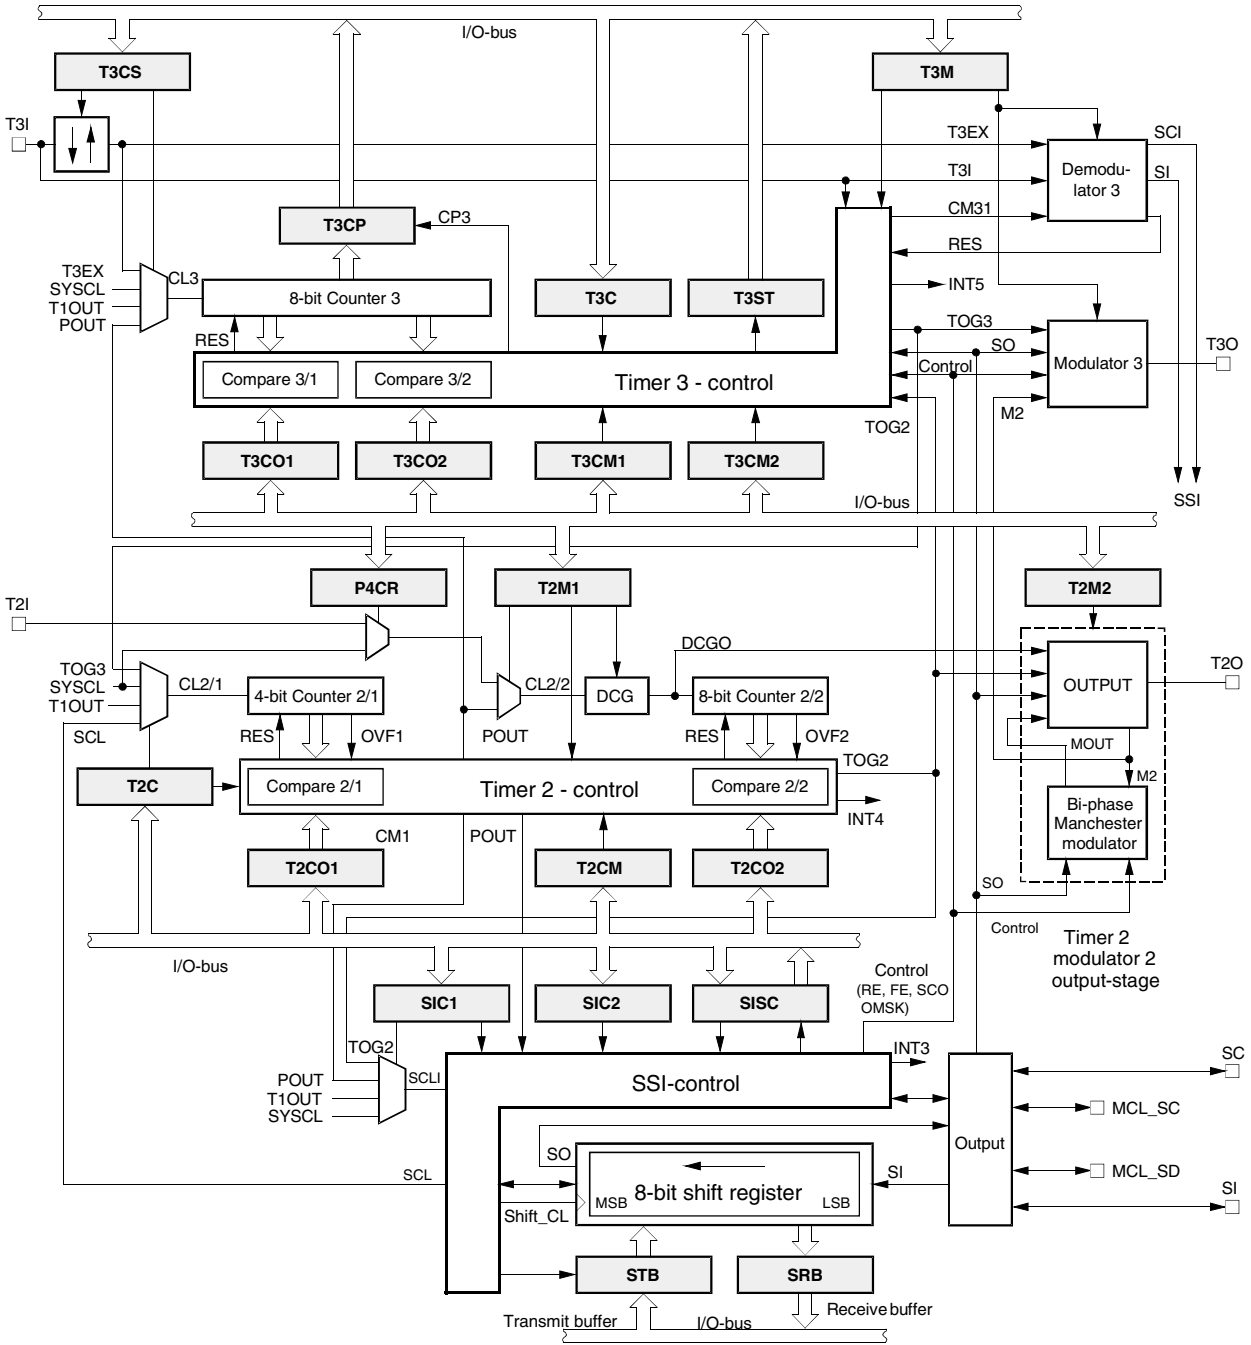 I/O-bus
T3CS
T3M
T3I
T3EX
SCI
T3I
SI
Demodu-
lator 3
CM31
T3CP
CP3
RES
T3EX
SYSCL
T1OUT
POUT
CL3
8-bit Counter 3
T3C
T3ST
INT5
RES
TOG3
SO
Control
Modulator 3
T3O
Compare 3/1
Compare 3/2
Timer 3 - control
M2
TOG2
T3CO1
T3CO2
T3CM1
T3CM2
SSI
I/O-bus
P4CR
T2M1
T2M2
T2I
DCGO
TOG3
SYSCL
T1OUT
SCL
CL2/1
4-bit Counter 2/1
CL2/2
DCG
8-bit Counter 2/2
OUTPUT
T2O
RES
OVF1
POUT
RES
OVF2
MOUT
TOG2
T2C
Compare 2/1
Timer 2 - control
Compare 2/2
M2
INT4
Bi-phase
Manchester
modulator
CM1
POUT
T2CO1
T2CM
T2CO2
SO
Control
Timer 2
modulator 2
output-stage
I/O-bus
Control
(RE, FE, SCO
OMSK)
SIC1
SIC2
SISC
TOG2
INT3
POUT
T1OUT
SYSCL
SCLI
SSI-control
SC
MCL_SC
Output
SO
SCL
8-bit shift register
MSB
LSB
SI
MCL_SD
SI
Shift_CL
STB
SRB
Transmit buffer
I/O-bus
Receive buffer